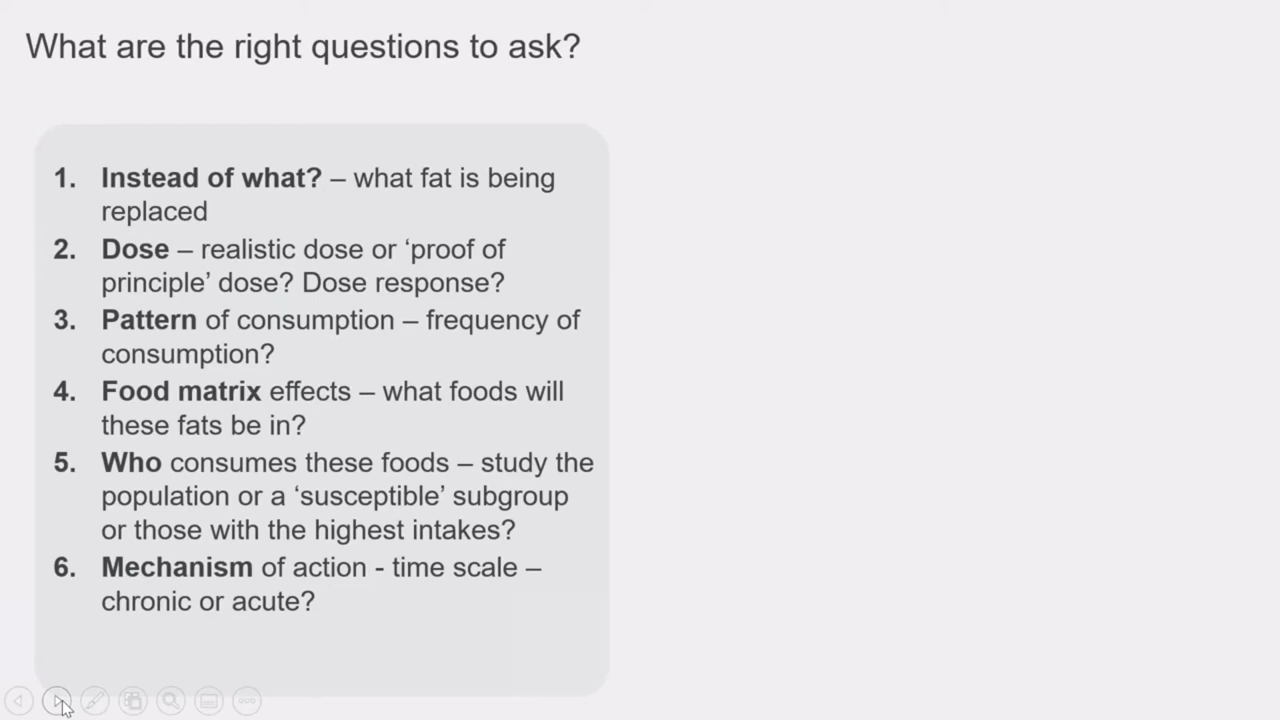 What are the right questions to ask?
1. Instead of what? – what fat is being
replaced
2. Dose – realistic dose or ‘proof of
principle’ dose? Dose response?
3. Pattern of consumption – frequency of
consumption?
4. Food matrix effects – what foods will
these fats be in?
5. Who consumes these foods – study the
population or a ‘susceptible’ subgroup
or those with the highest intakes?
6. Mechanism of action - time scale –
chronic or acute?